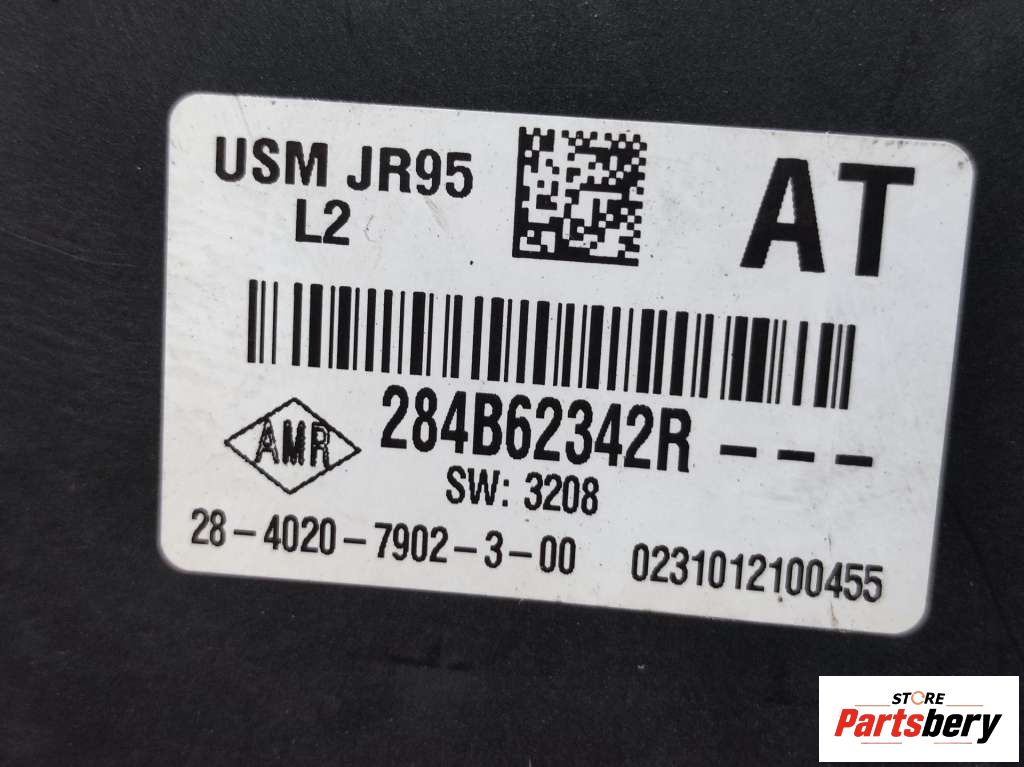 USM JR95
L2
AT
AMR
284B62342R---
SW: 3208
28-4020-7902-3-00 0231012100455
STORE
Partsbery